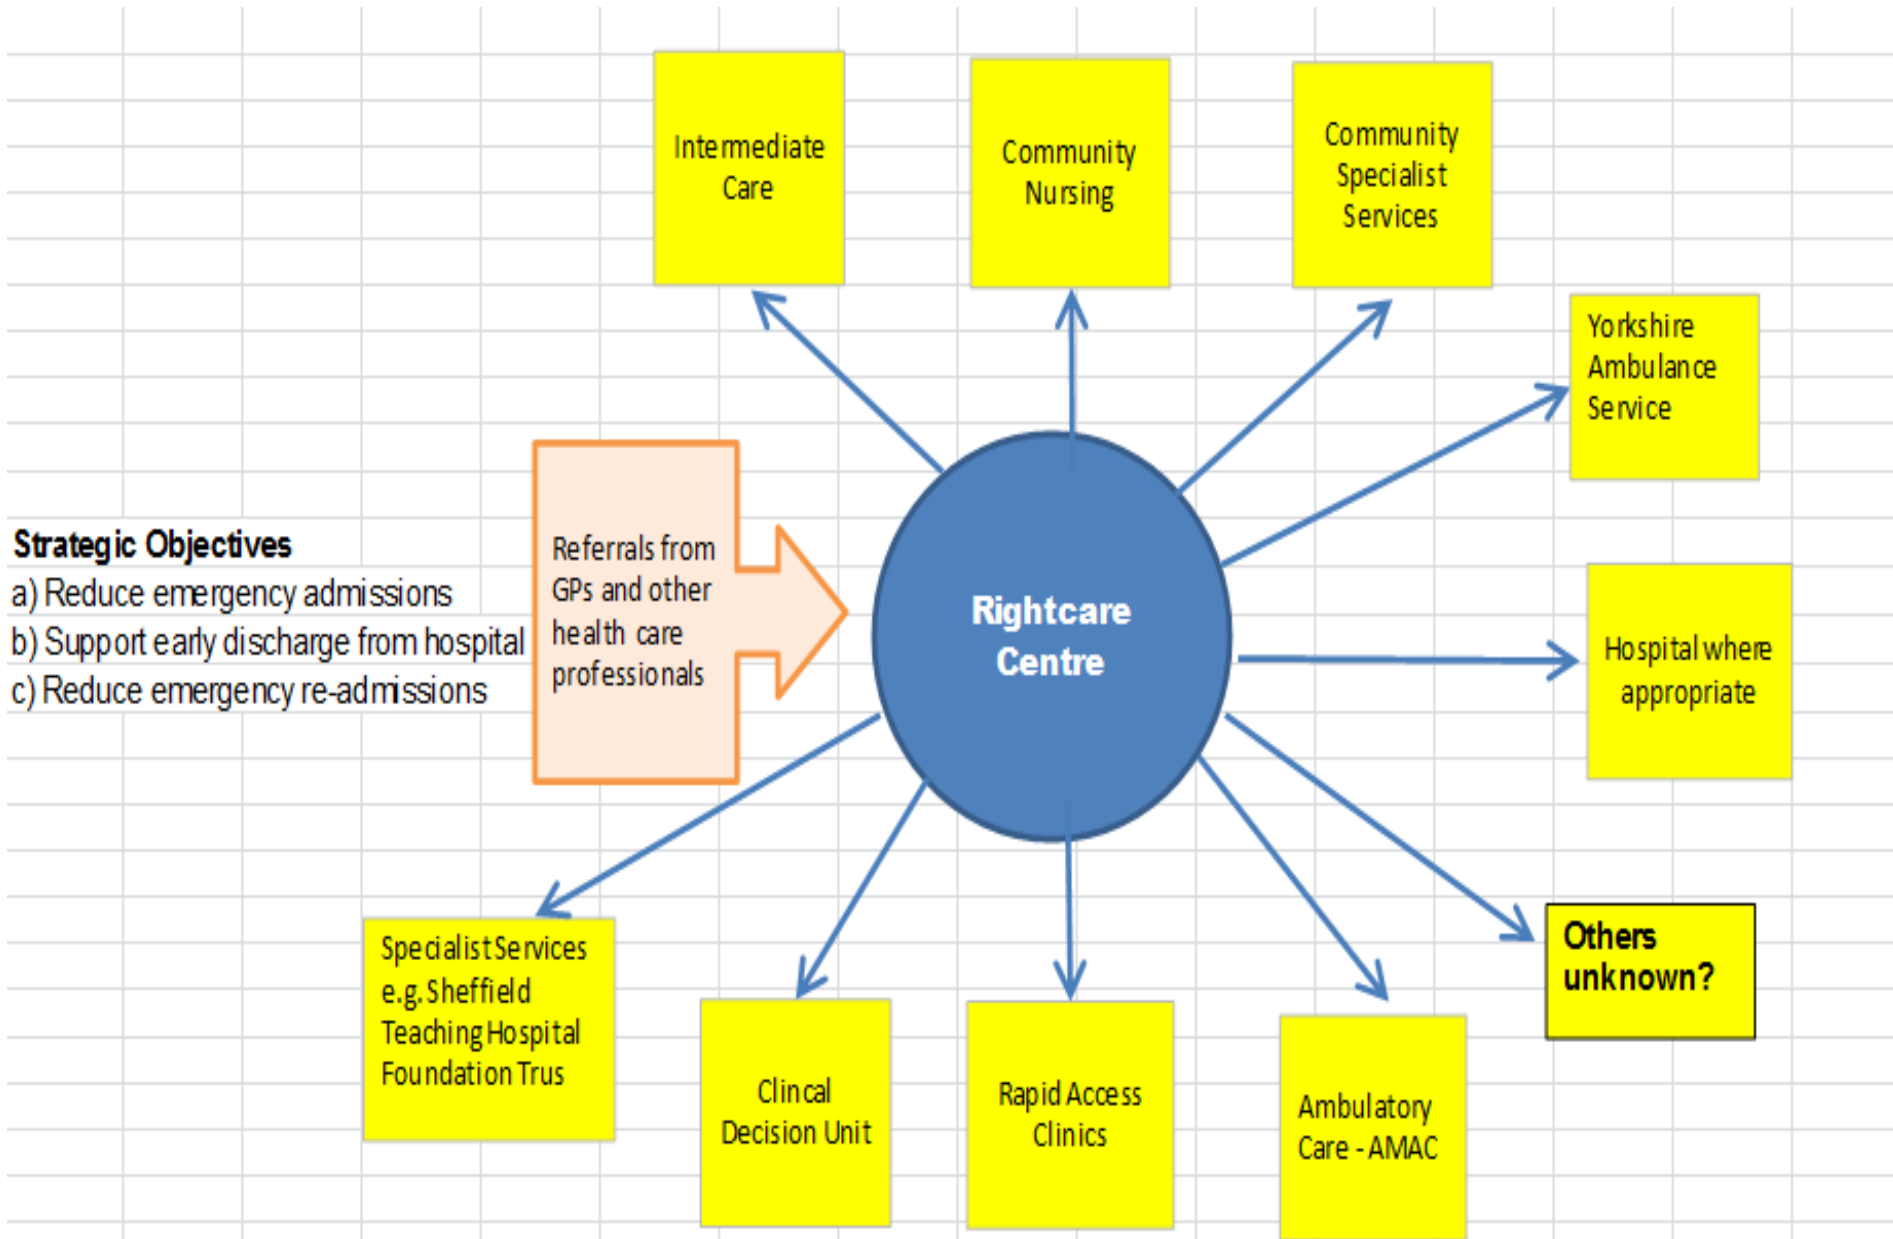 Intermediate
Care
Community
Nursing
Community
Specialist
Services
Yorkshire
Ambulance
Service
Strategic Objectives
a) Reduce emergency admissions
b) Support early discharge from hospital
c) Reduce emergency re-admissions
Referrals from
GPs and other
health care
professionals
Rightcare
Centre
Hospital where
appropriate
Specialist Services
e.g. Sheffield
Teaching Hospital
Foundation Trus
Clincal
Decision Unit
Rapid Access
Clinics
Ambulatory
Care - AMAC
Others
unknown?